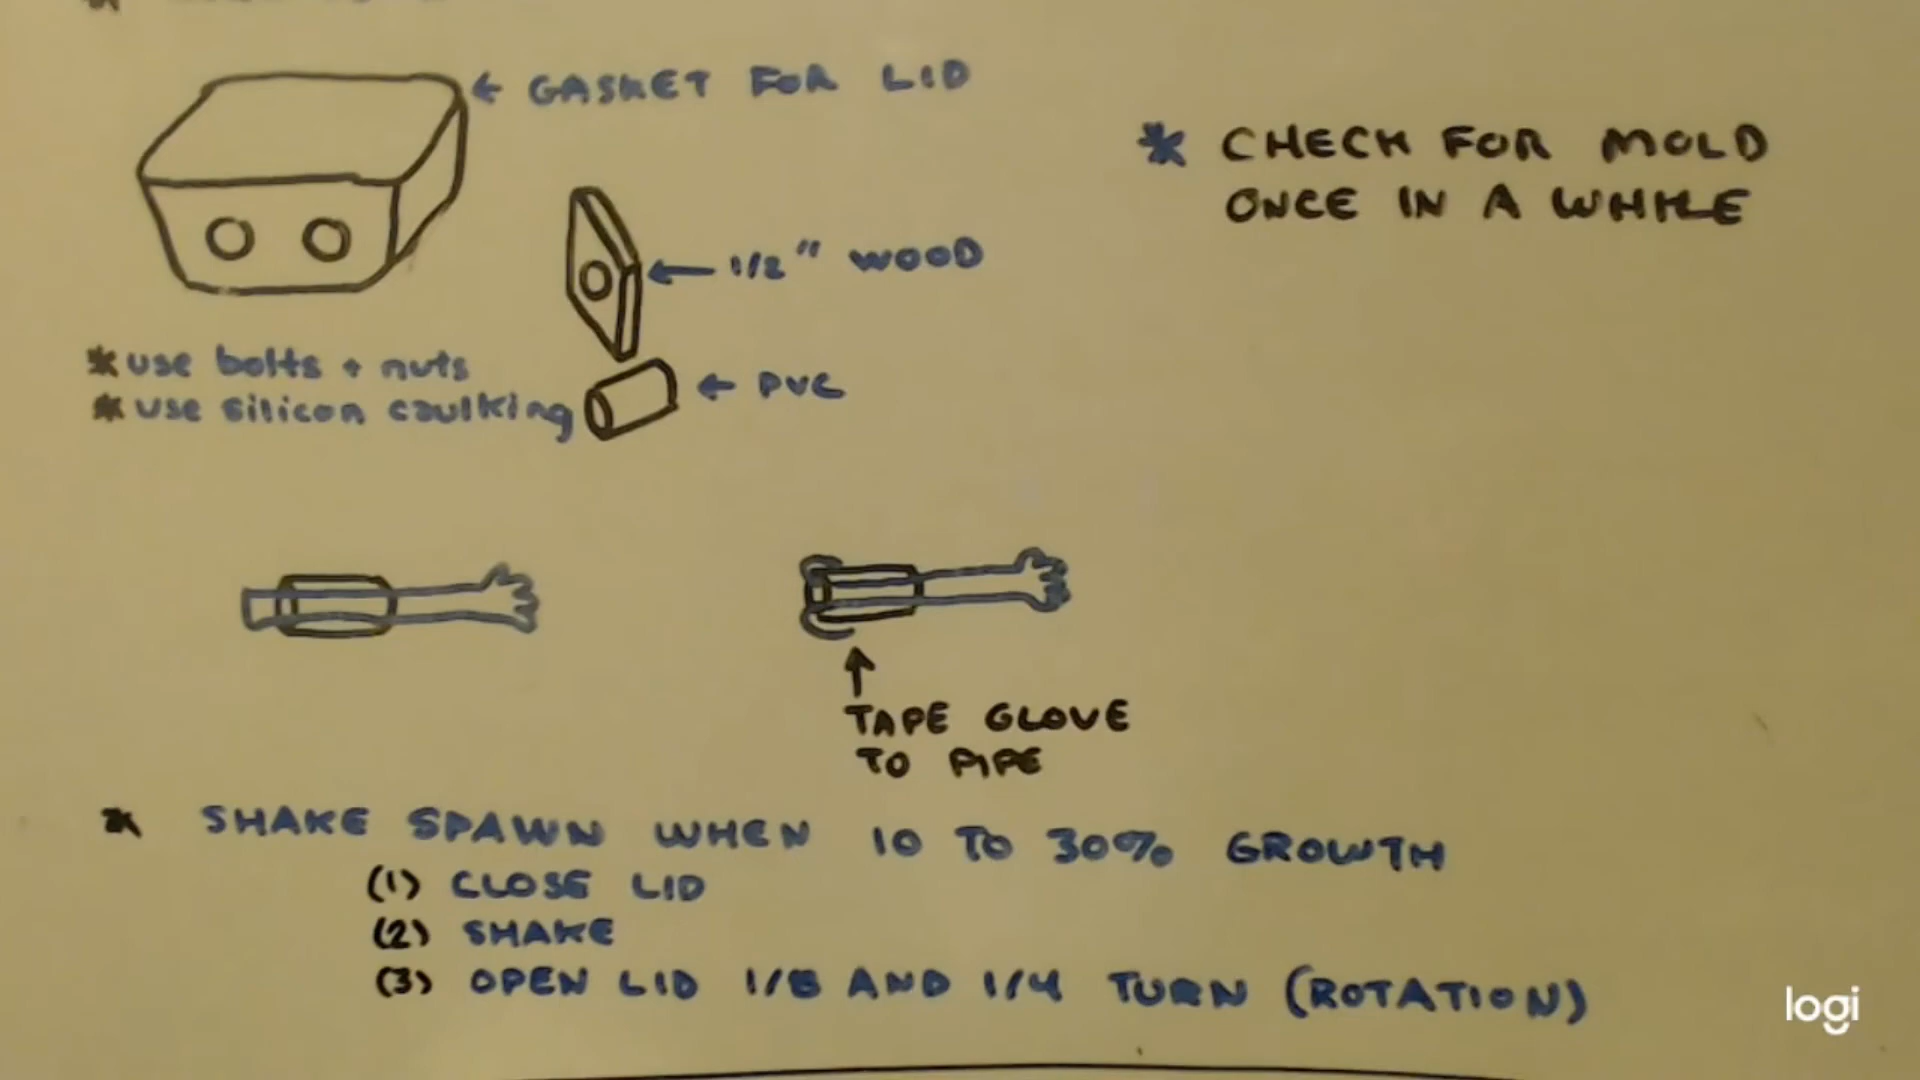 ← GASKET FOR LID
* CHECK FOR MOLD
ONCE IN A WHILE
← 1/2" WOOD
* use bolts + nuts
* use silicon caulking
← PVC
↑
TAPE GLOVE
TO PIPE
* SHAKE SPAWN WHEN 10 TO 30% GROWTH
(1) CLOSE LID
(2) SHAKE
(3) OPEN LID 1/8 AND 1/4 TURN (ROTATION)
logi